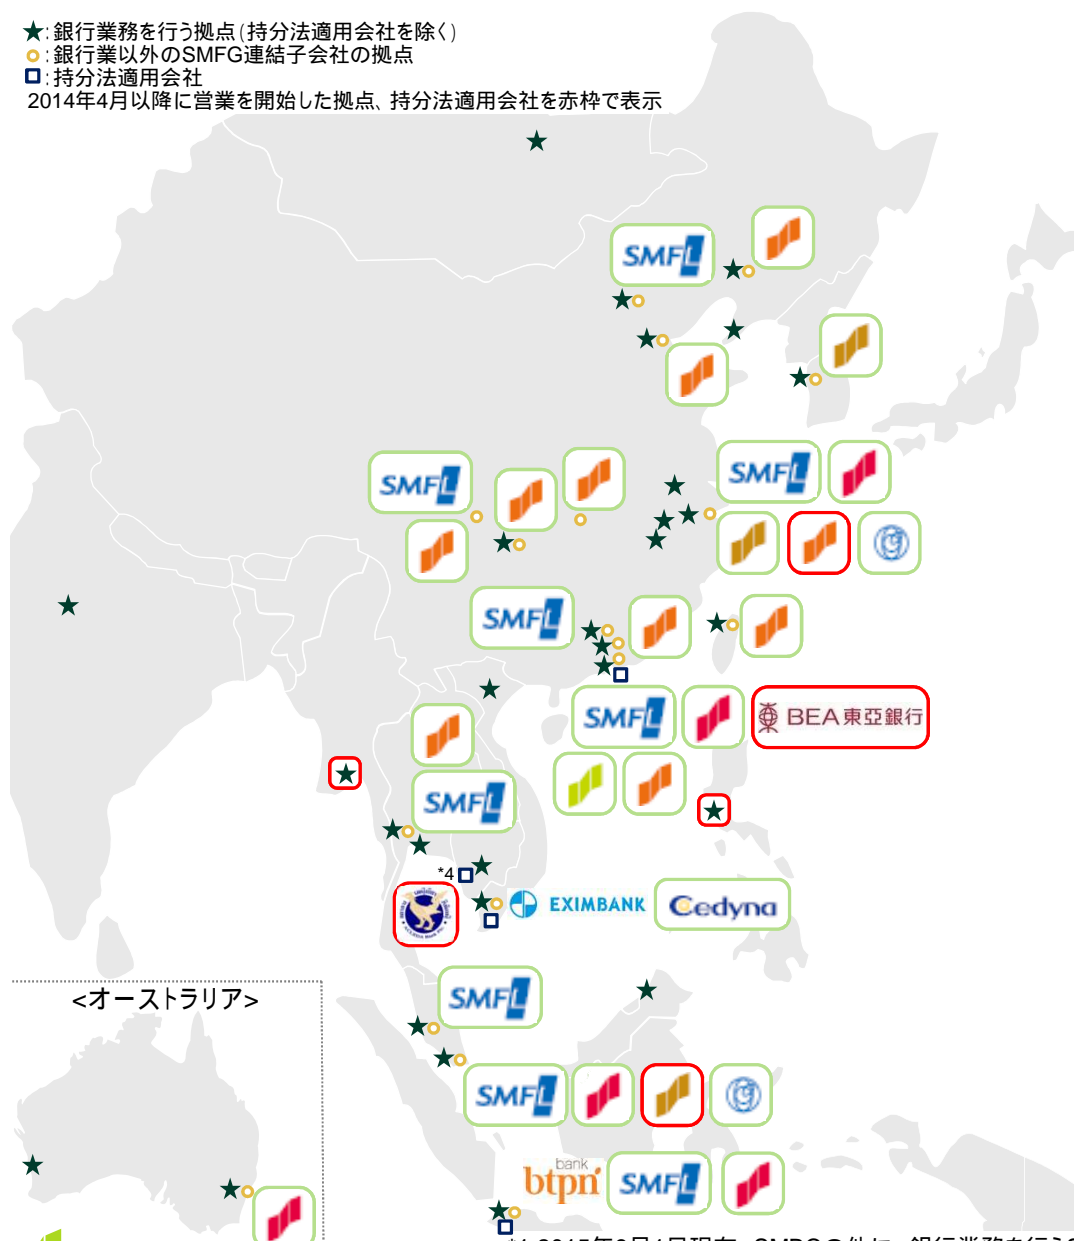 ★:銀行業務を行う拠点(持分法適用会社を除く)
○:銀行業以外のSMFG連結子会社の拠点
□:持分法適用会社
2014年4月以降に営業を開始した拠点、持分法適用会社を赤枠で表示
SMFL
SMFL
SMFL
SMFL
SMFL
BEA東亞銀行
SMFL
*4
EXIMBANK
Cedyna
<オーストラリア>
SMFL
SMFL
bank
btpn
SMFL